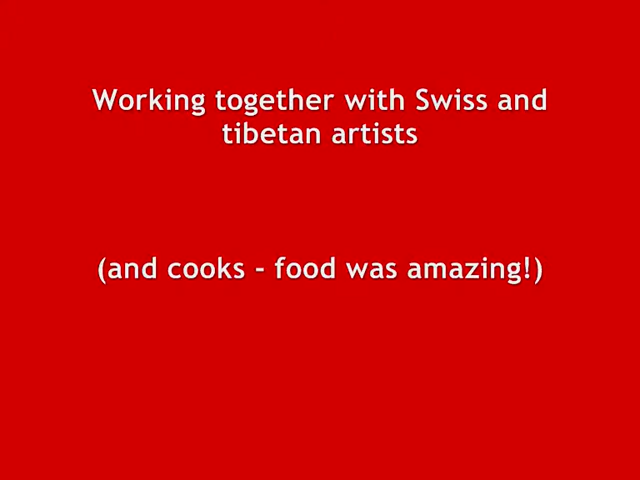 Working together with Swiss and
tibetan artists
(and cooks - food was amazing!)